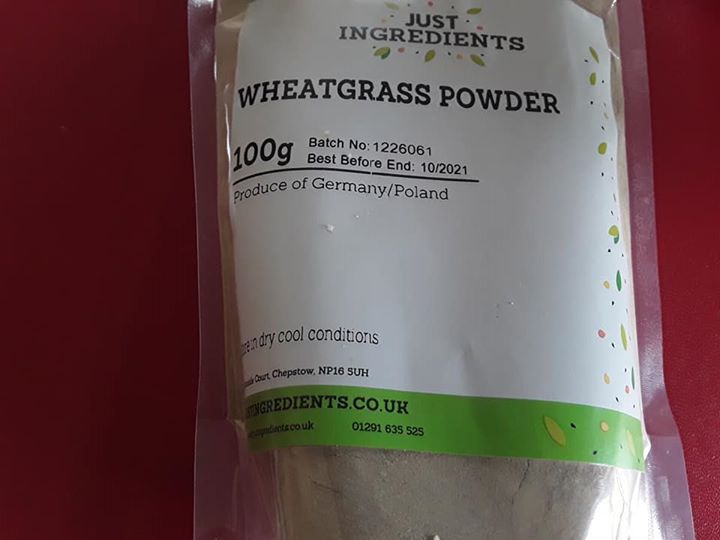 JUST
INGREDIENTS
WHEATGRASS POWDER
100g
Batch No: 1226061
Best Before End: 10/2021
Produce of Germany/Poland
in dry cool conditions
Court, Chepstow, NP16 5UH
INGREDIENTS.CO.UK
01291 635 525